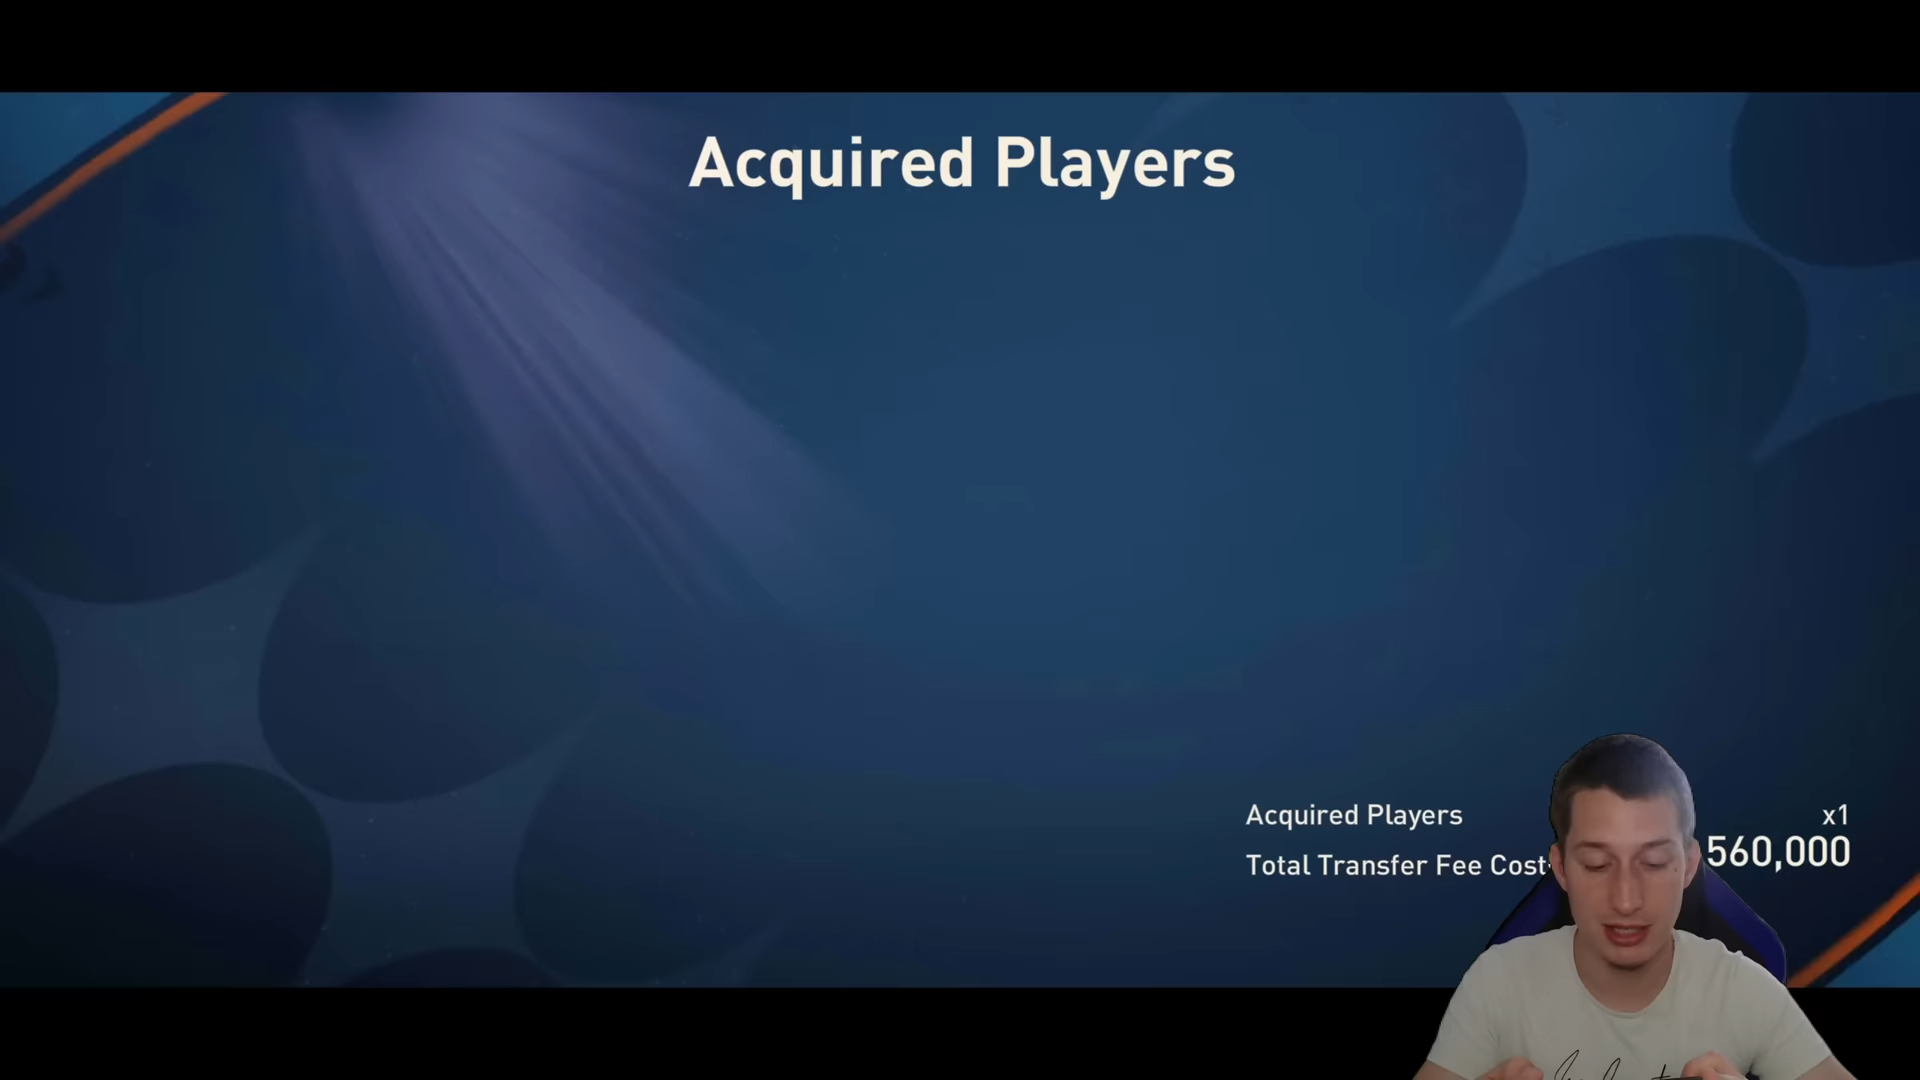 Acquired Players
Acquired Players x1
Total Transfer Fee Cost 560,000